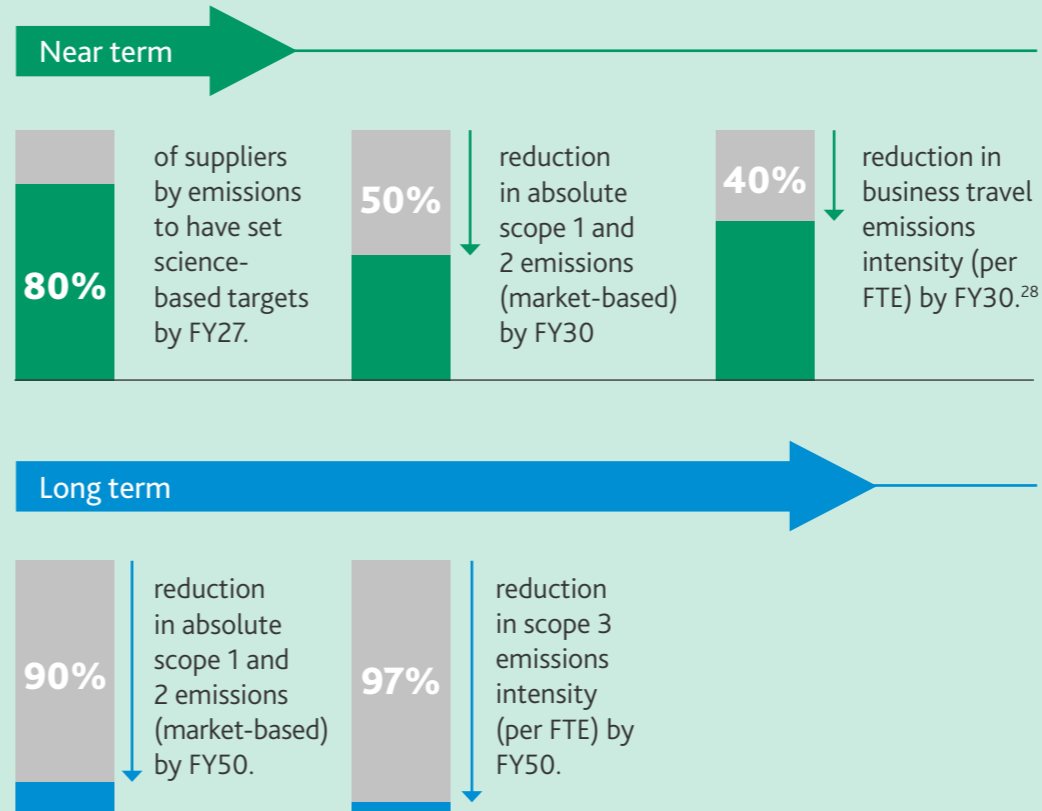 Near term
80%
of suppliers
by emissions
to have set
science-
based targets
by FY27.
50%
reduction
in absolute
scope 1 and
2 emissions
(market-based)
by FY30
40%
reduction in
business travel
emissions
intensity (per
FTE) by FY30.28
Long term
90%
reduction
in absolute
scope 1 and
2 emissions
(market-based)
by FY50.
97%
reduction
in scope 3
emissions
intensity
(per FTE) by
FY50.